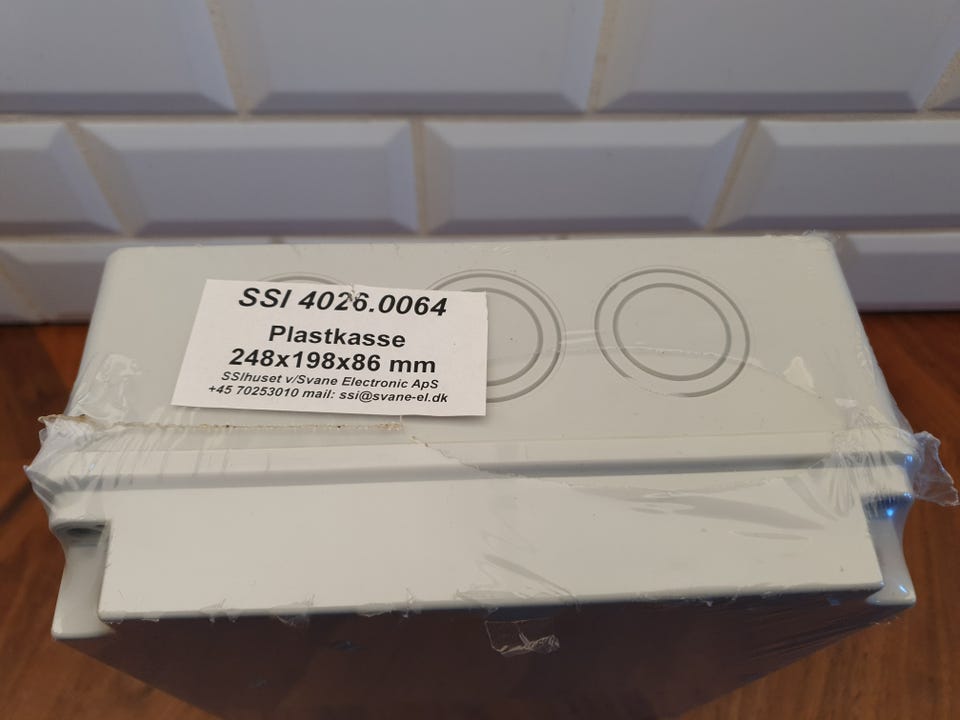 SSI 4026.0064
Plastkasse
248x198x86 mm
SSIhuset v/Svane Electronic ApS
+45 70253010 mail: ssi@svane-el.dk